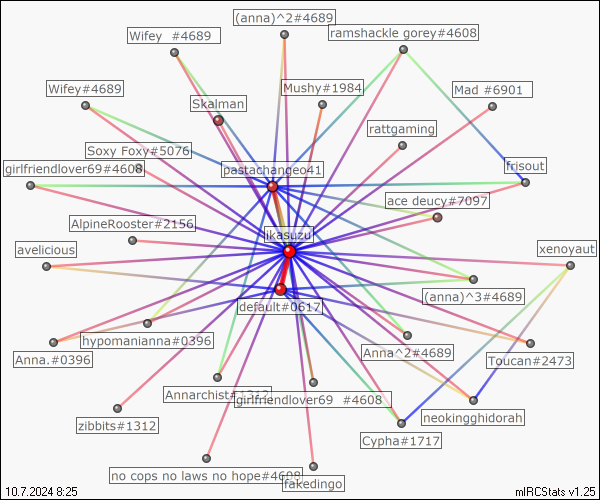 (anna)^2#4689
Wifey  #4689
ramshackle gorey#4608
Wifey#4689
Mushy#1984
Mad #6901
Skalman
rattgaming
Soxy Foxy#5076
girlfriendlover69#4608
pastachangeo41
frisout
ace deucy#7097
AlpineRooster#2156
ikasuzu
avelicious
xenoyaut
(anna)^3#4689
default#0617
hypomanianna#0396
Anna.#0396
Anna^2#4689
Toucan#2473
Annarchist#1312
girlfriendlover69  #4608
neokingghidorah
zibbits#1312
Cypha#1717
no cops no laws no hope#4608
fakedingo
10.7.2024 8:25
mIRCStats v1.25